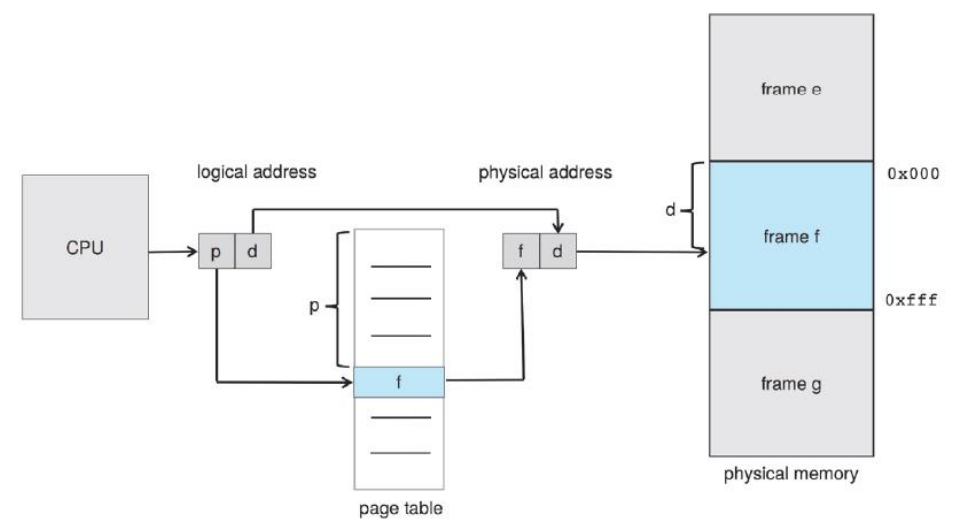 frame e
logical address
physical address
0x000
d
CPU
p d
f d
frame f
p
0xfff
f
frame g
physical memory
page table